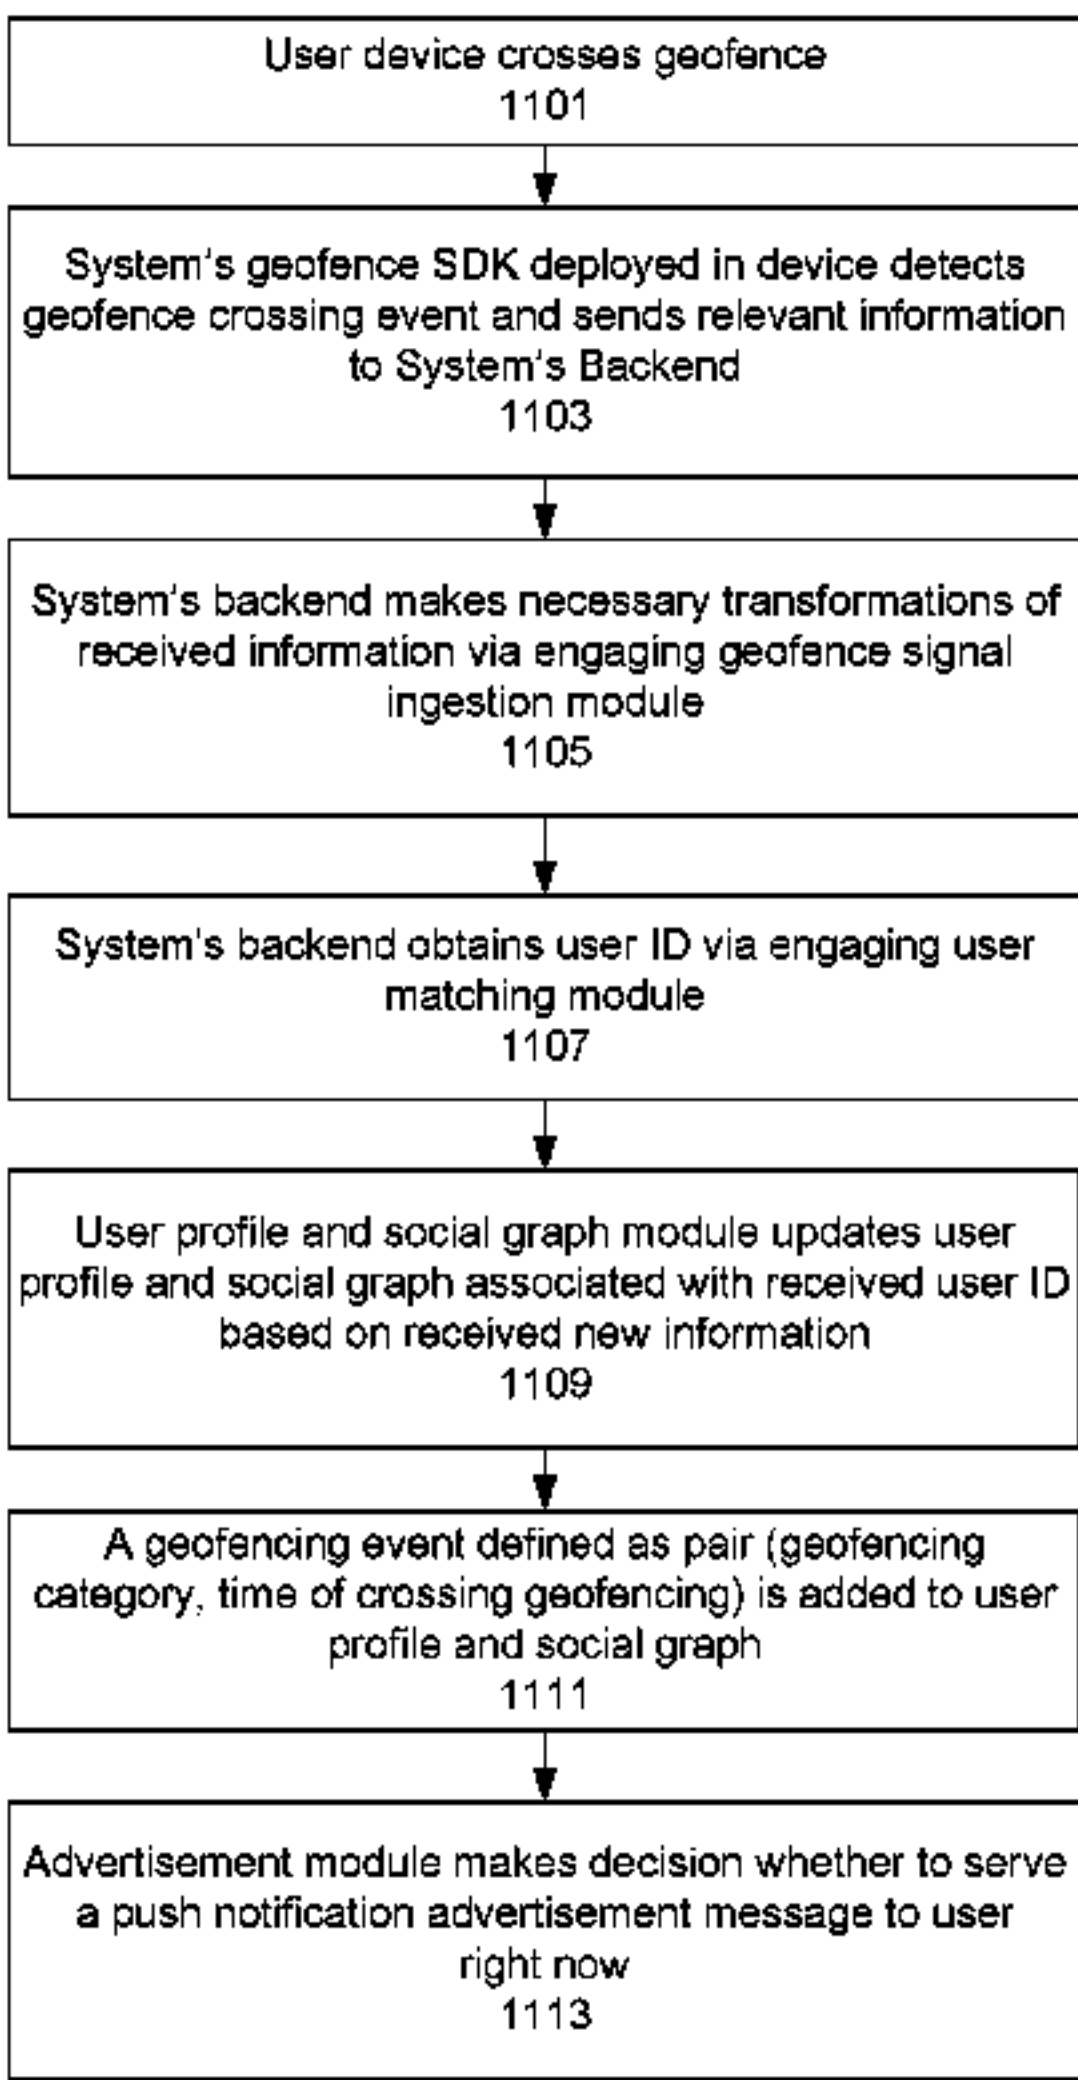 User device crosses geofence
1101
System's geofence SDK deployed in device detects
geofence crossing event and sends relevant information
to System's Backend
1103
System's backend makes necessary transformations of
received information via engaging geofence signal
ingestion module
1105
System's backend obtains user ID via engaging user
matching module
1107
User profile and social graph module updates user
profile and social graph associated with received user ID
based on received new information
1109
A geofencing event defined as pair (geofencing
category, time of crossing geofencing) is added to user
profile and social graph
1111
Advertisement module makes decision whether to serve
a push notification advertisement message to user
right now
1113